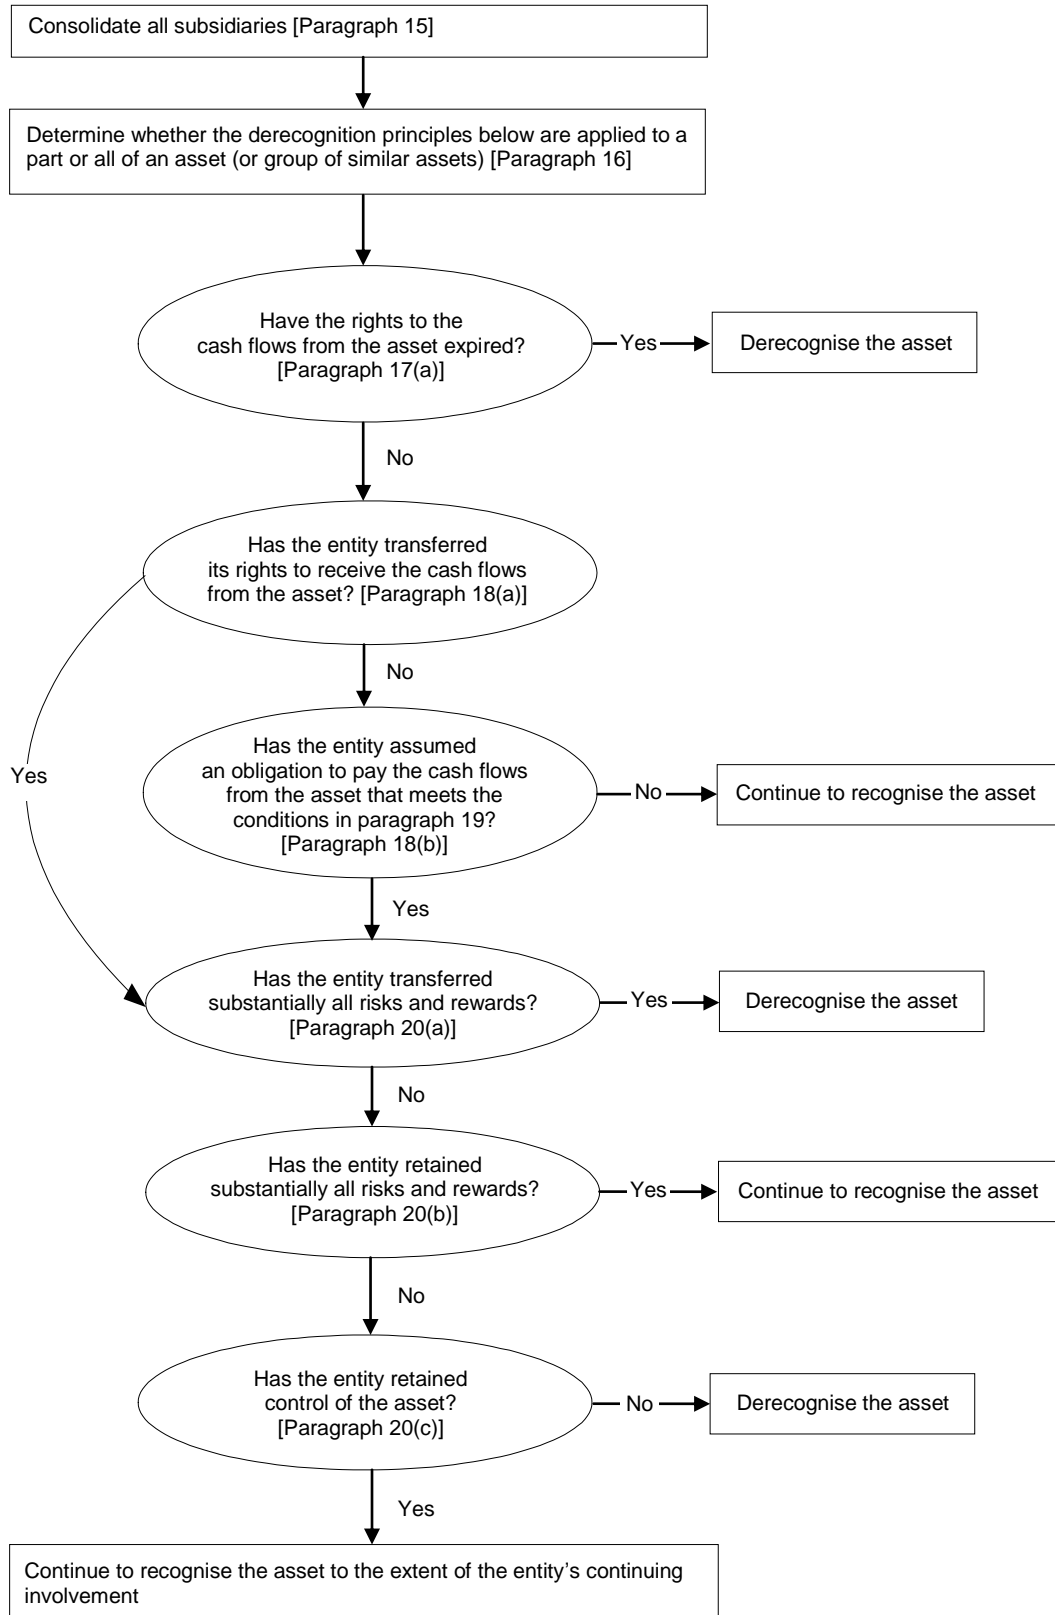 Consolidate all subsidiaries [Paragraph 15]
Determine whether the derecognition principles below are applied to a
part or all of an asset (or group of similar assets) [Paragraph 16]
Have the rights to the
cash flows from the asset expired?
[Paragraph 17(a)]
Yes
Derecognise the asset
No
Has the entity transferred
its rights to receive the cash flows
from the asset? [Paragraph 18(a)]
No
Yes
Has the entity assumed
an obligation to pay the cash flows
from the asset that meets the
conditions in paragraph 19?
[Paragraph 18(b)]
No
Continue to recognise the asset
Yes
Has the entity transferred
substantially all risks and rewards?
[Paragraph 20(a)]
Yes
Derecognise the asset
No
Has the entity retained
substantially all risks and rewards?
[Paragraph 20(b)]
Yes
Continue to recognise the asset
No
Has the entity retained
control of the asset?
[Paragraph 20(c)]
No
Derecognise the asset
Yes
Continue to recognise the asset to the extent of the entity's continuing
involvement